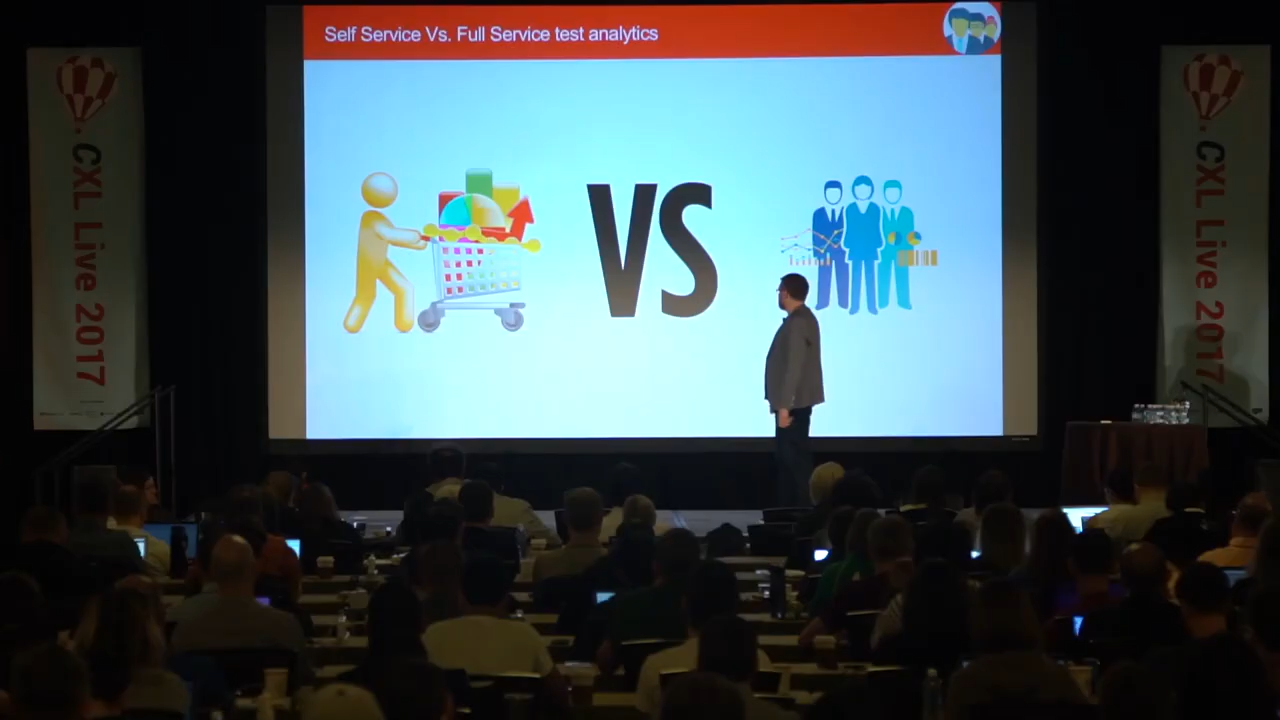 Self Service Vs. Full Service test analytics
VS
CXL Live 2017
CXL Live 2017